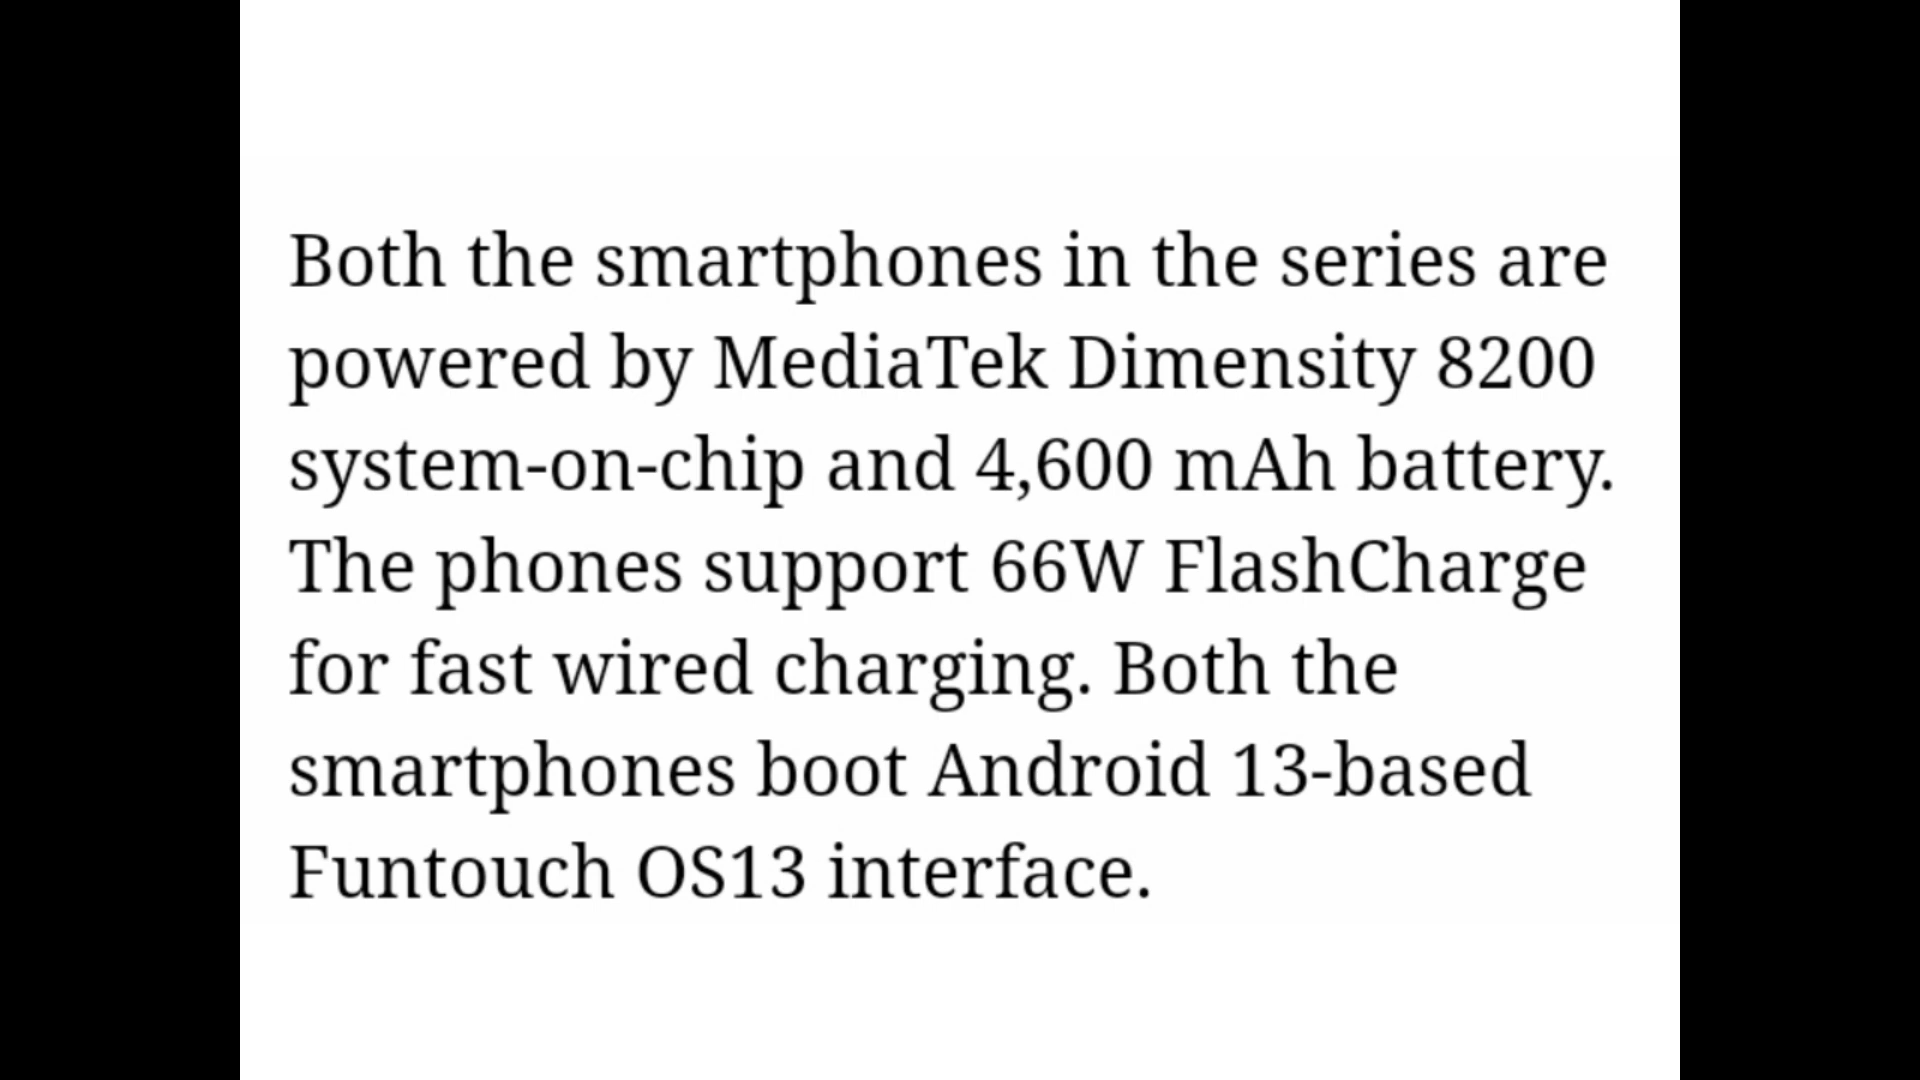 Both the smartphones in the series are
powered by MediaTek Dimensity 8200
system-on-chip and 4,600 mAh battery.
The phones support 66W FlashCharge
for fast wired charging. Both the
smartphones boot Android 13-based
Funtouch OS13 interface.